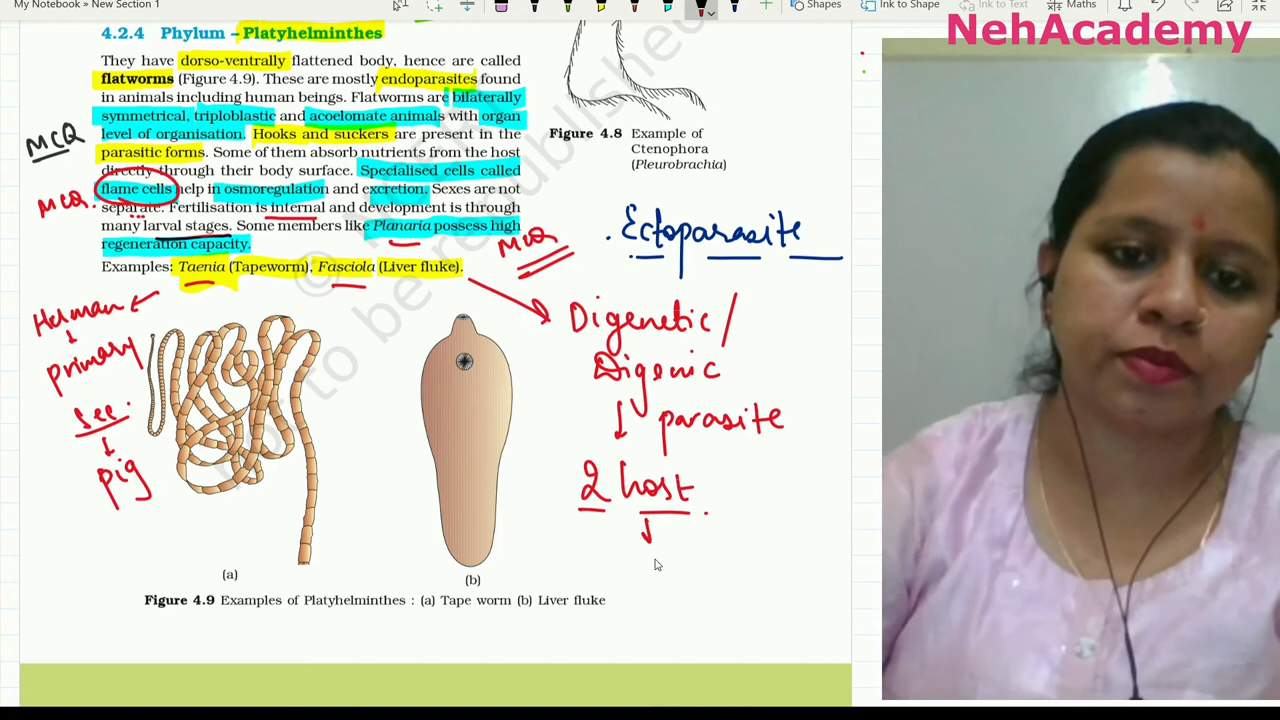 My Notebook » New Section 1
Shapes
Ink to Shape
Ink to Text
Maths
NehAcademy
4.2.4 Phylum – Platyhelminthes
They have dorso-ventrally flattened body, hence are called
flatworms (Figure 4.9). These are mostly endoparasites found
in animals including human beings. Flatworms are bilaterally
symmetrical, triploblastic and acoelomate animals with organ
level of organisation. Hooks and suckers are present in the
parasitic forms. Some of them absorb nutrients from the host
directly through their body surface. Specialised cells called
flame cells help in osmoregulation and excretion. Sexes are not
separate. Fertilisation is internal and development is through
many larval stages. Some members like Planaria possess high
regeneration capacity.
Examples: Taenia (Tapeworm), Fasciola (Liver fluke).
MCQ
MCQ.
MCQ
Figure 4.8 Example of
Ctenophora
(Pleurobrachia)
. Ectoparasite
Human
primary
Sec.
pig
Digenetic /
Digenic
parasite
2 host
(a)
(b)
Figure 4.9 Examples of Platyhelminthes : (a) Tape worm (b) Liver fluke